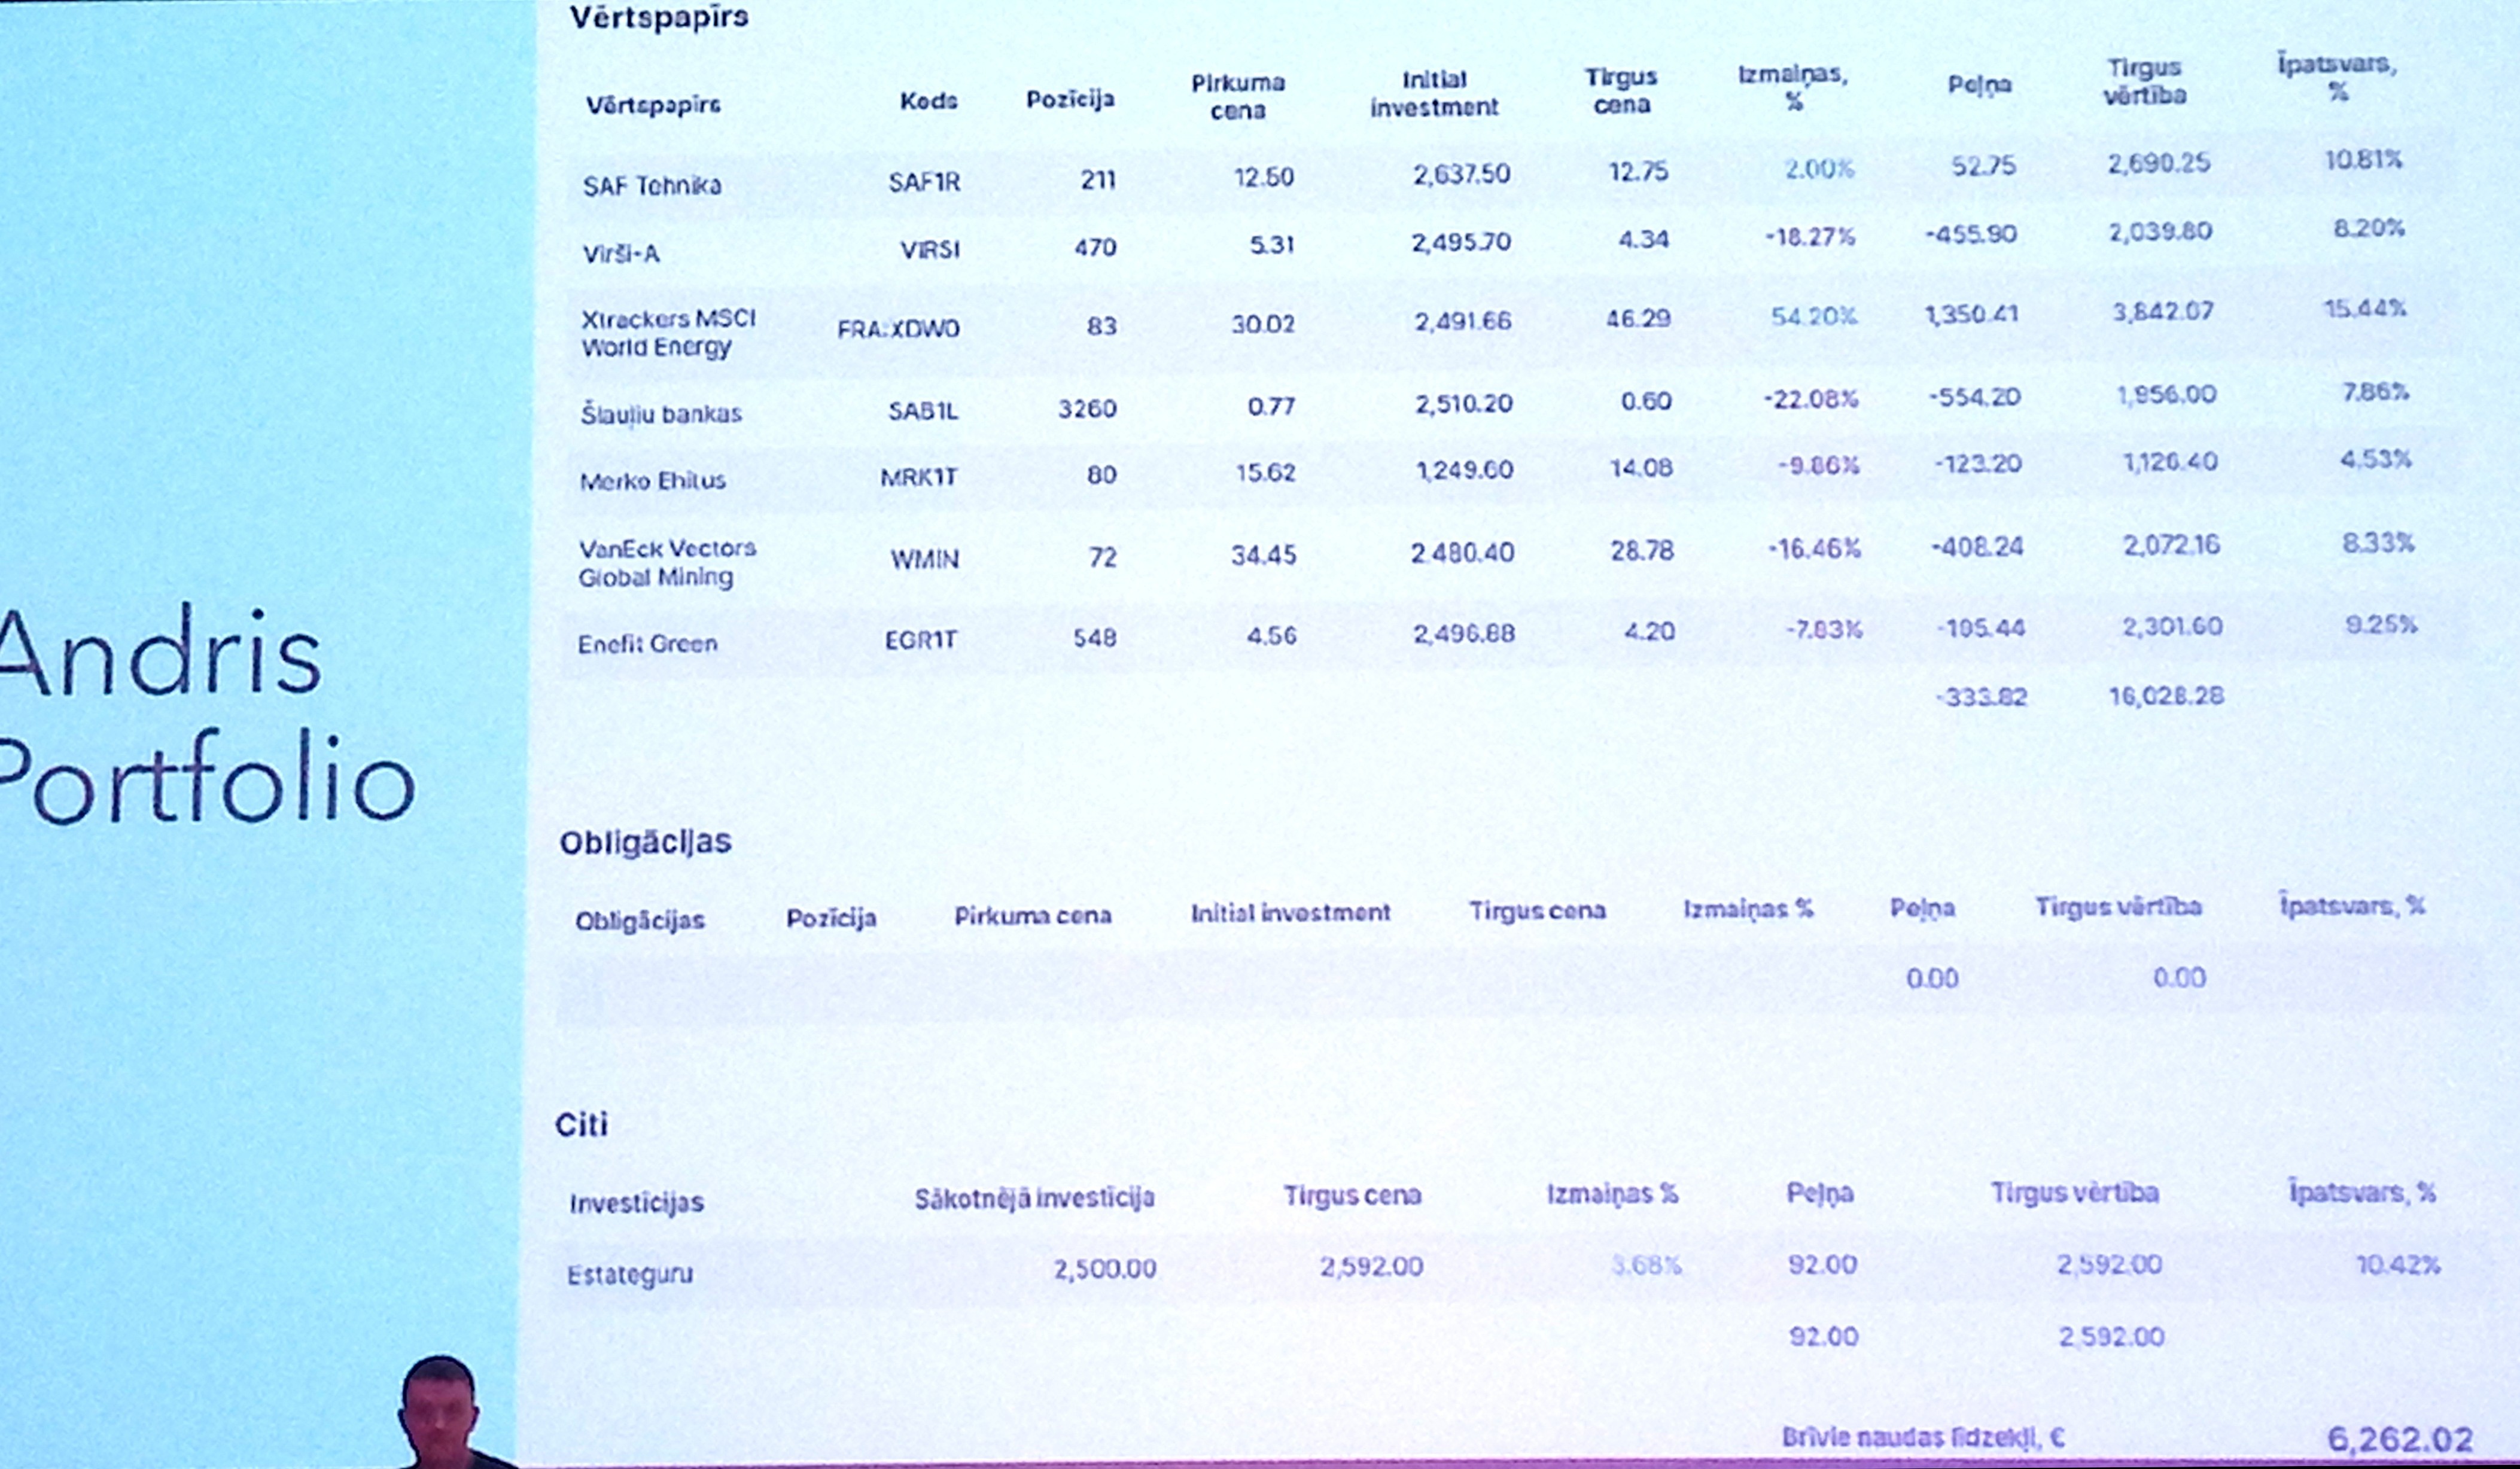 Andris
Portfolio
Vērtspapīrs
Vērtspapīrs Kods Pozīcija Pirkuma cena Initial investment Tirgus cena Izmaiņas, % Peļņa Tirgus vērtība Īpatsvars, %
SAF Tehnika SAF1R 211 12.50 2,637.50 12.75 2.00% 52.75 2,690.25 10.81%
Virši-A VIRSI 470 5.31 2,495.70 4.34 -18.27% -455.90 2,039.80 8.20%
Xtrackers MSCI World Energy FRA:XDW0 83 30.02 2,491.66 46.29 54.20% 1,350.41 3,842.07 15.44%
Šiauļiu bankas SAB1L 3260 0.77 2,510.20 0.60 -22.08% -554.20 1,956.00 7.86%
Merko Ehitus MRK1T 80 15.62 1,249.60 14.08 -9.86% -123.20 1,126.40 4.53%
VanEck Vectors Global Mining WMIN 72 34.45 2 480.40 28.78 -16.46% -408.24 2,072.16 8.33%
Enefit Green EGR1T 548 4.56 2,496.88 4.20 -7.83% -195.44 2,301.60 9.25%
-333.82 16,028.28
Obligācijas
Obligācijas Pozīcija Pirkuma cena Initial investment Tirgus cena Izmaiņas % Peļņa Tirgus vērtība Īpatsvars, %
0.00 0.00
Citi
Investīcijas Sākotnējā investīcija Tirgus cena Izmaiņas % Peļņa Tirgus vērtība Īpatsvars, %
Estateguru 2,500.00 2,592.00 3.68% 92.00 2,592.00 10.42%
92.00 2 592.00
Brīvie naudas līdzekļi, € 6,262.02